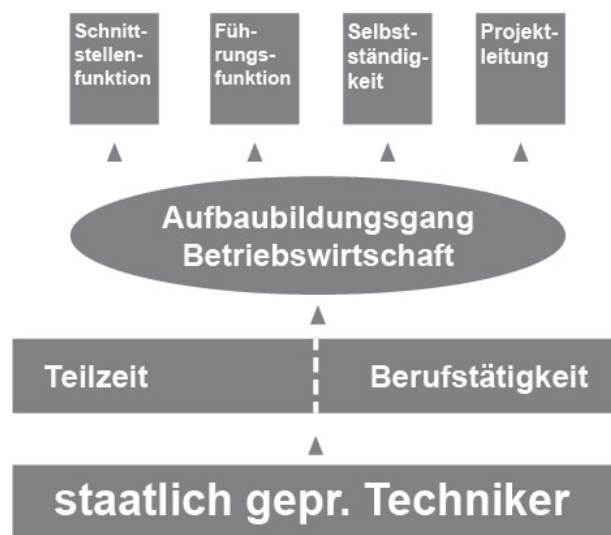 Schnitt-
stellen-
funktion
Füh-
rungs-
funktion
Selbst-
ständig-
keit
Projekt-
leitung
Aufbaubildungsgang
Betriebswirtschaft
Teilzeit
Berufstätigkeit
staatlich gepr. Techniker